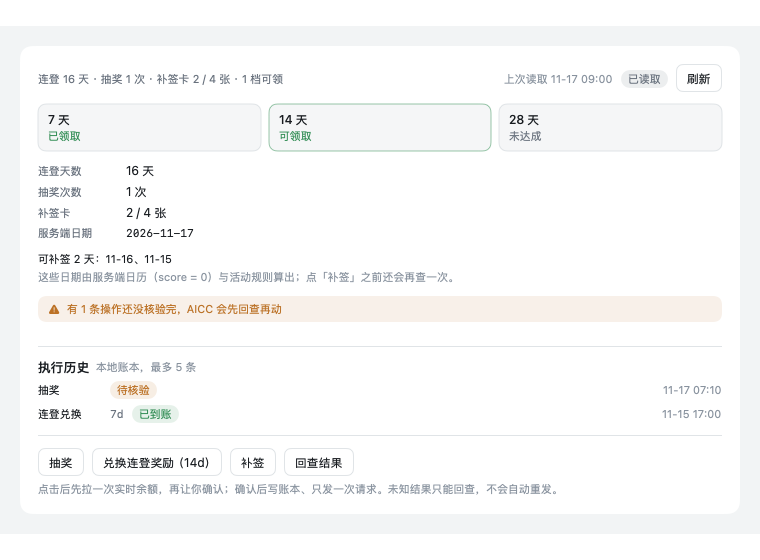 连登 16 天 · 抽奖 1 次 · 补签卡 2 / 4 张 · 1 档可领 上次读取 11-17 09:00 已读取 刷新
7 天 14 天 28 天
已领取 可领取 未达成
连登天数 16 天
抽奖次数 1 次
补签卡 2 / 4 张
服务端日期 2026-11-17
可补签 2 天：11-16、11-15
这些日期由服务端日历（score = 0）与活动规则算出；点「补签」之前还会再查一次。
有 1 条操作还没核验完，AICC 会先回查再动
执行历史 本地账本，最多 5 条
抽奖 待核验 11-17 07:10
连登兑换 7d 已到账 11-15 17:00
抽奖 兑换连登奖励（14d） 补签 回查结果
点击后先拉一次实时余额，再让你确认；确认后写账本、只发一次请求。未知结果只能回查，不会自动重发。